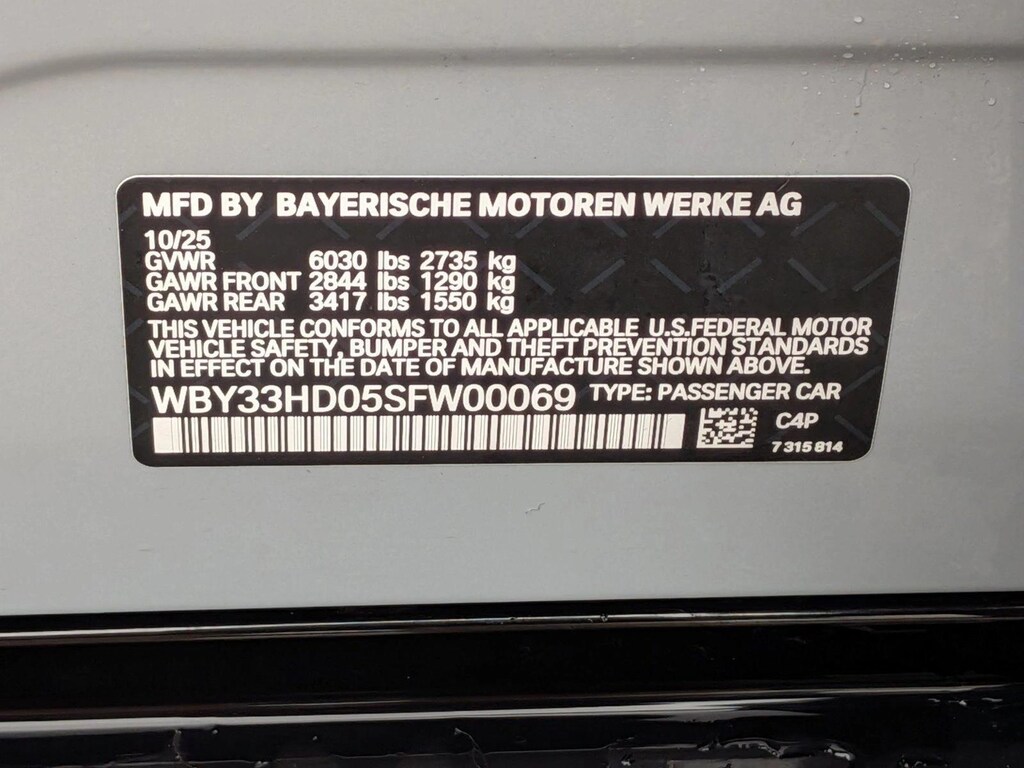 MFD BY BAYERISCHE MOTOREN WERKE AG
10/25
GVWR 6030 lbs 2735 kg
GAWR FRONT 2844 lbs 1290 kg
GAWR REAR 3417 lbs 1550 kg
THIS VEHICLE CONFORMS TO ALL APPLICABLE U.S.FEDERAL MOTOR
VEHICLE SAFETY, BUMPER AND THEFT PREVENTION STANDARDS
IN EFFECT ON THE DATE OF MANUFACTURE SHOWN ABOVE.
WBY33HD05SFW00069 TYPE: PASSENGER CAR
C4P
7 315 814